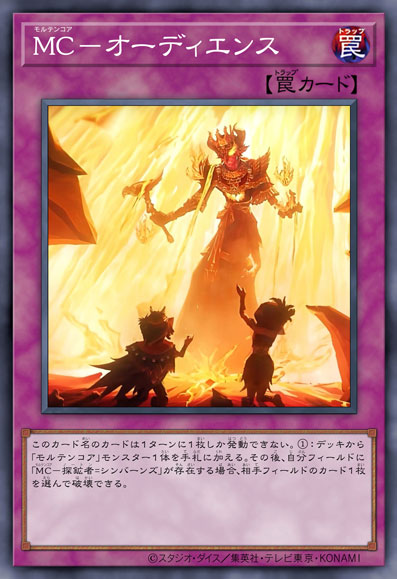 モルテンコア
MC－オーディエンス
トラップ
罠
【罠カード】
トラップ
このカード名のカードは1ターンに1枚しか発動できない。①：デッキから
「モルテンコア」モンスター1体を手札に加える。その後、自分フィールドに
「MC－探鉱者＝シンバーンズ」が存在する場合、相手フィールドのカード1枚
を選んで破壊できる。
©スタジオ・ダイス／集英社・テレビ東京・KONAMI